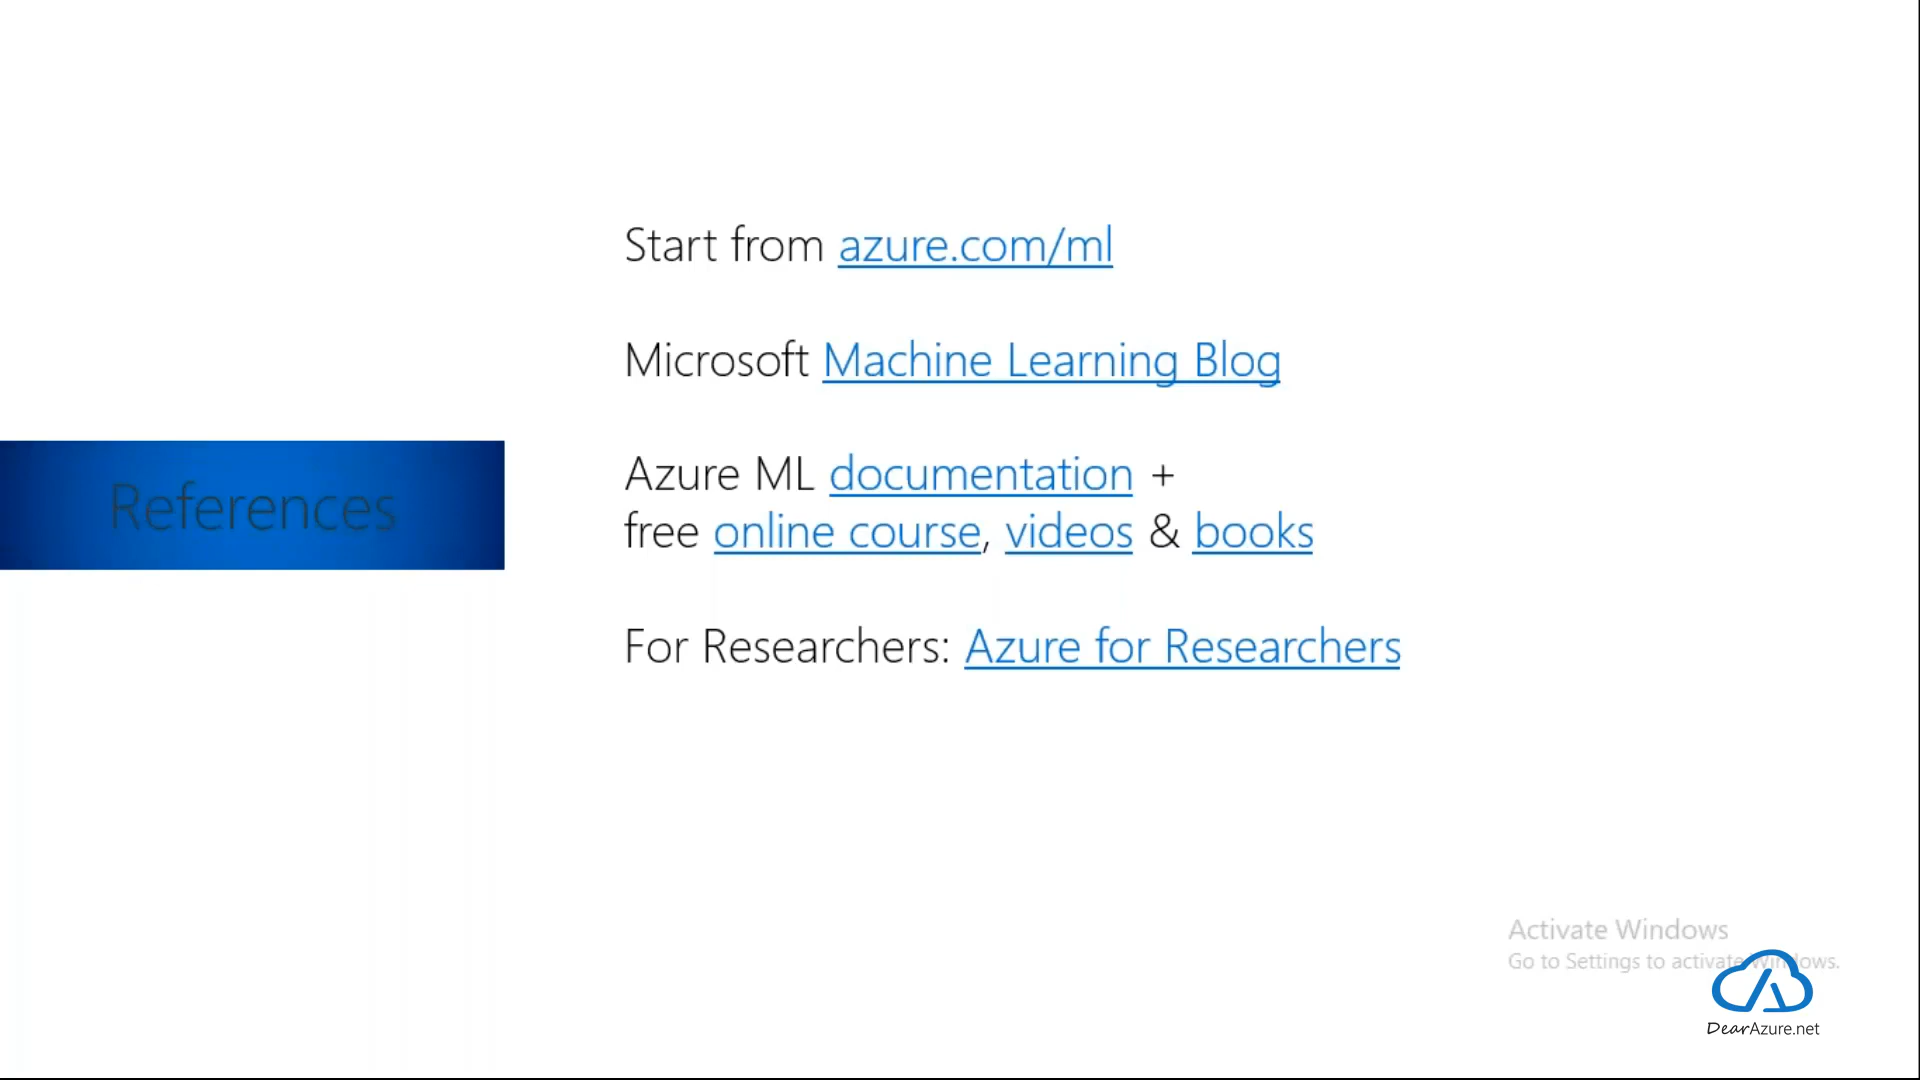 Start from azure.com/ml
Microsoft Machine Learning Blog
References
Azure ML documentation +
free online course, videos & books
For Researchers: Azure for Researchers
Activate Windows
Go to Settings to activate Windows.
DearAzure.net